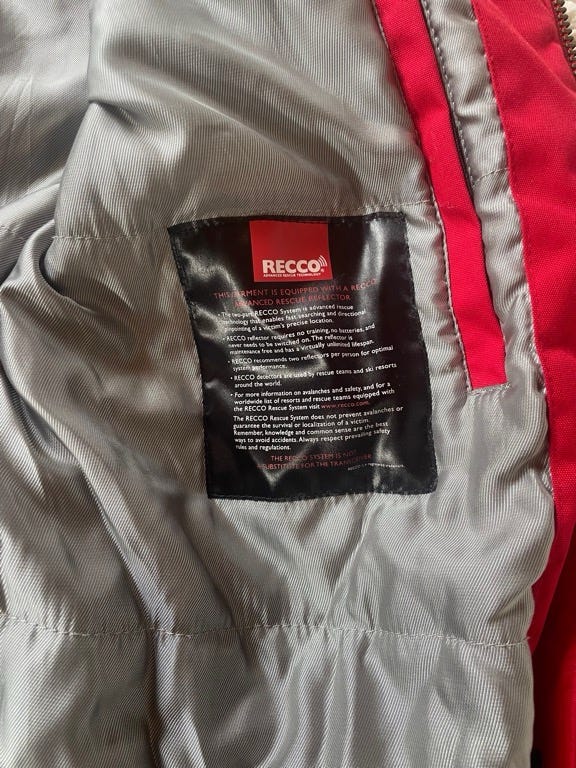 RECCO
ADVANCED RESCUE TECHNOLOGY
THIS GARMENT IS EQUIPPED WITH A RECCO
ADVANCED RESCUE REFLECTOR
• The two-part RECCO System is advanced rescue
technology that enables fast searching and directional
pinpointing of a victim's precise location.
• RECCO reflector requires no training, no batteries, and
never needs to be switched on. The reflector is
maintenance free and has a virtually unlimited lifespan.
• RECCO recommends two reflectors per person for optimal
system performance.
• RECCO detectors are used by rescue teams and ski resorts
around the world.
• For more information on avalanches and safety, and for a
worldwide list of resorts and rescue teams equipped with
the RECCO Rescue System visit www.recco.com.
The RECCO Rescue System does not prevent avalanches or
guarantee the survival or localization of a victim.
Remember, knowledge and common sense are the best
ways to avoid accidents. Always respect prevailing safety
rules and regulations.
THE RECCO SYSTEM IS NOT
A SUBSTITUTE FOR THE TRANSCEIVER